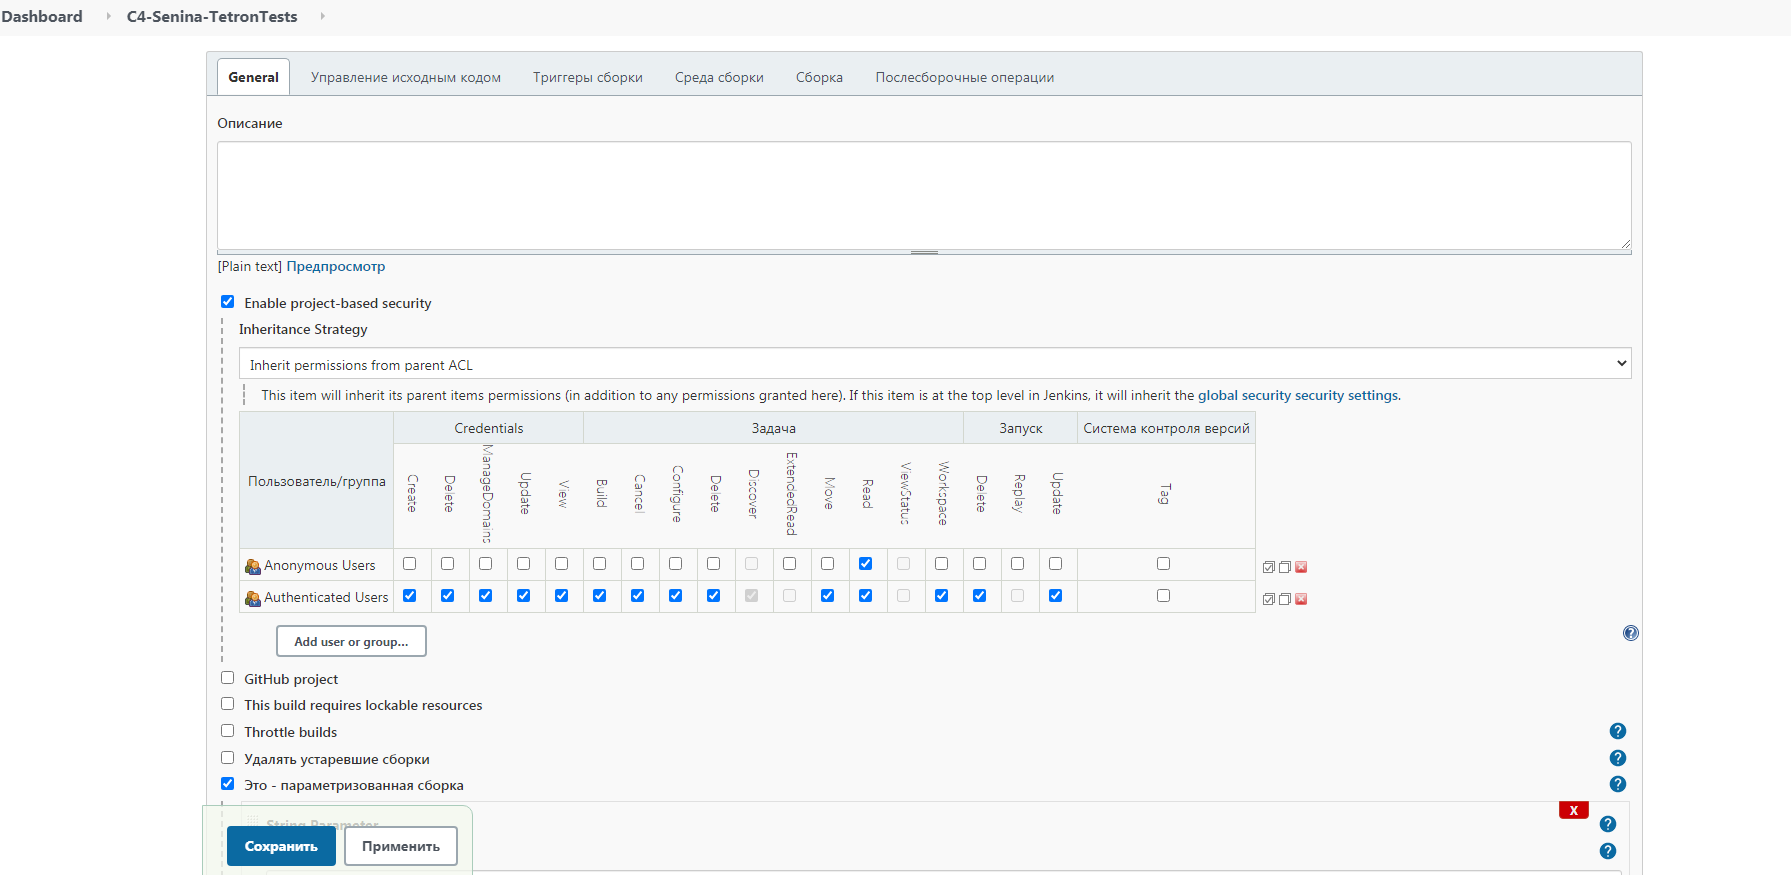 Dashboard C4-Senina-TetronTests
General Управление исходным кодом Триггеры сборки Среда сборки Сборка Послесборочные операции
Описание
[Plain text] Предпросмотр
Enable project-based security
Inheritance Strategy
Inherit permissions from parent ACL
This item will inherit its parent items permissions (in addition to any permissions granted here). If this item is at the top level in Jenkins, it will inherit the global security security settings.
Пользователь/группа Credentials Задача Запуск Система контроля версий
Create Delete ManageDomains Update View Build Cancel Configure Delete Discover ExtendedRead Move Read ViewStatus Workspace Delete Replay Update Tag
Anonymous Users
Authenticated Users
Add user or group...
GitHub project
This build requires lockable resources
Throttle builds
Удалять устаревшие сборки
Это - параметризованная сборка
X
String Parameter
Сохранить Применить